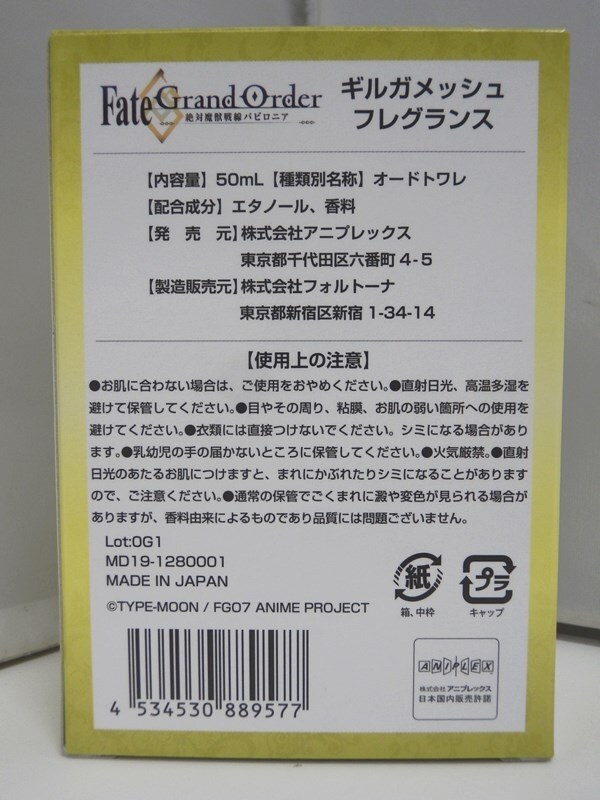 Fate Grand Order
絶対魔獣戦線バビロニア
ギルガメッシュ
フレグランス
【内容量】50mL【種類別名称】オードトワレ
【配合成分】エタノール、香料
【発 売 元】株式会社アニプレックス
東京都千代田区六番町 4-5
【製造販売元】株式会社フォルトーナ
東京都新宿区新宿 1-34-14
【使用上の注意】
●お肌に合わない場合は、ご使用をおやめください。●直射日光、高温多湿を
避けて保管してください。●目やその周り、粘膜、お肌の弱い箇所への使用を
避けてください。●衣類には直接つけないでください。シミになる場合があり
ます。●乳幼児の手の届かないところに保管してください。●火気厳禁。●直射
日光のあたるお肌につけますと、まれにかぶれたりシミになることがあります
ので、ご注意ください。●通常の保管でごくまれに澱や変色が見られる場合が
ありますが、香料由来によるものであり品質には問題ございません。
Lot:0G1
MD19-1280001
MADE IN JAPAN
©TYPE-MOON / FGO7 ANIME PROJECT
紙
箱、中枠
プラ
キャップ
4 534530 889577
ANIPLEX
株式会社 アニプレックス
日本国内販売許諾